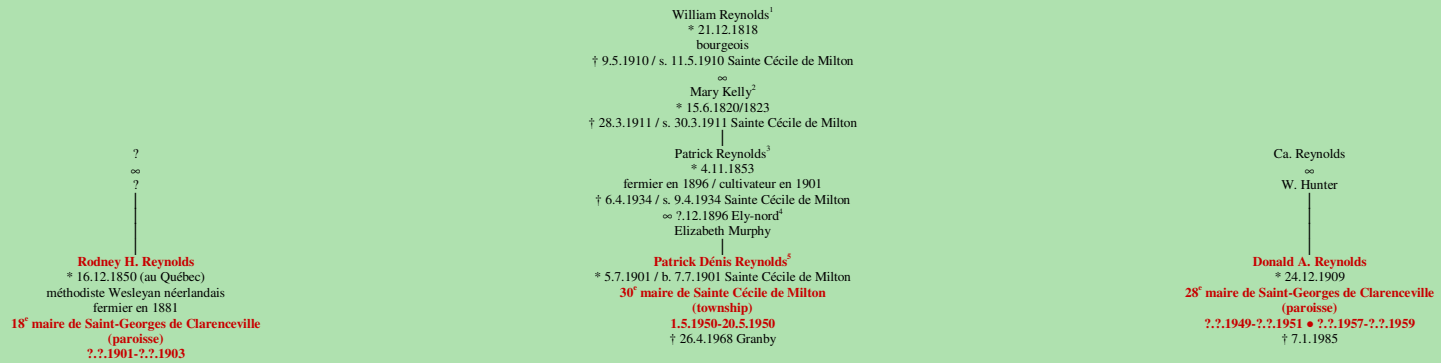 William Reynolds¹
* 21.12.1818
bourgeois
† 9.5.1910 / s. 11.5.1910 Sainte Cécile de Milton
∞
Mary Kelly²
* 15.6.1820/1823
† 28.3.1911 / s. 30.3.1911 Sainte Cécile de Milton
?
∞
?
Rodney H. Reynolds
* 16.12.1850 (au Québec)
méthodiste Wesleyan néerlandais
fermier en 1881
18e maire de Saint-Georges de Clarenceville
(paroisse)
?.?.1901-?.?.1903
Patrick Reynolds³
* 4.11.1853
fermier en 1896 / cultivateur en 1901
† 6.4.1934 / s. 9.4.1934 Sainte Cécile de Milton
∞ ?.12.1896 Ely-nord⁴
Elizabeth Murphy
Patrick Dénis Reynolds⁵
* 5.7.1901 / b. 7.7.1901 Sainte Cécile de Milton
30e maire de Sainte Cécile de Milton
(township)
1.5.1950-20.5.1950
† 26.4.1968 Granby
Ca. Reynolds
∞
W. Hunter
Donald A. Reynolds
* 24.12.1909
28e maire de Saint-Georges de Clarenceville
(paroisse)
?.?.1949-?.?.1951 ● ?.?.1957-?.?.1959
† 7.1.1985